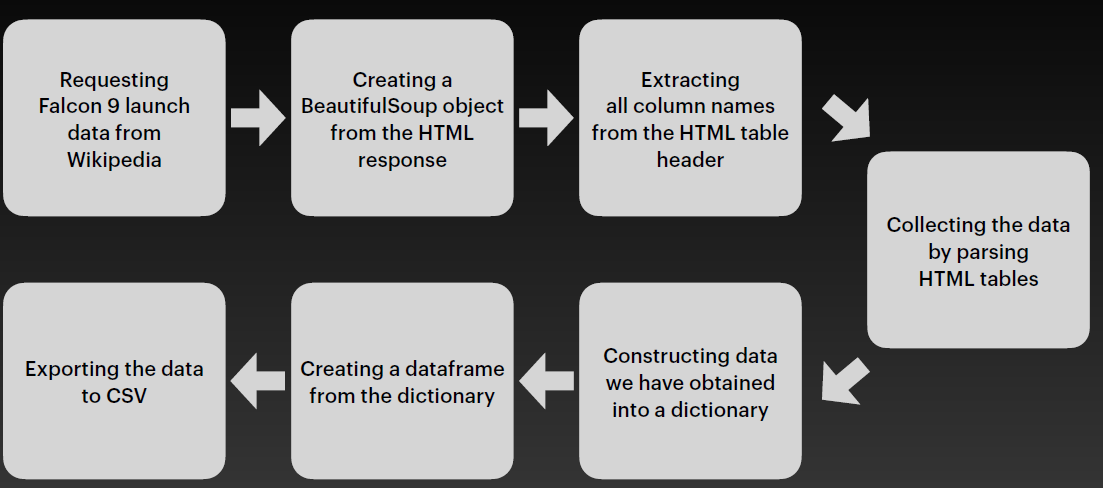 Requesting
Falcon 9 launch
data from
Wikipedia
Creating a
BeautifulSoup object
from the HTML
response
Extracting
all column names
from the HTML table
header
Collecting the data
by parsing
HTML tables
Constructing data
we have obtained
into a dictionary
Creating a dataframe
from the dictionary
Exporting the data
to CSV